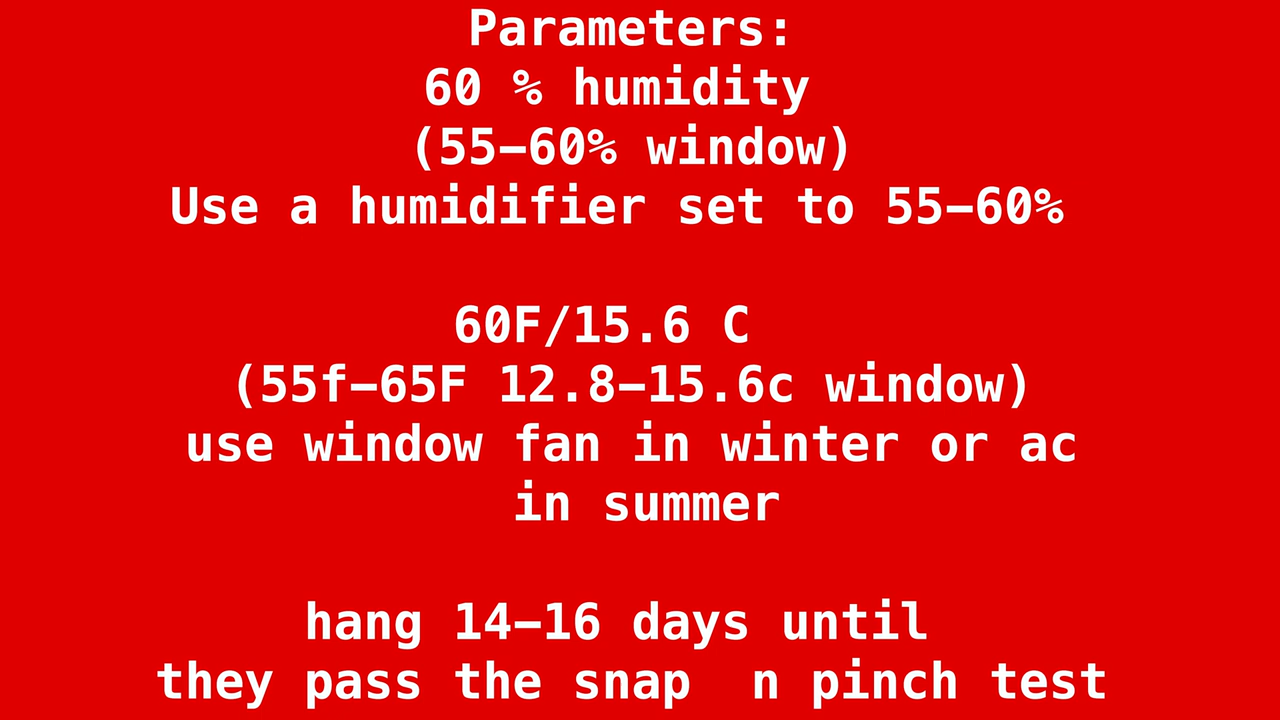 Parameters:
60 % humidity
(55–60% window)
Use a humidifier set to 55–60%
60F/15.6 C
(55f–65F 12.8–15.6c window)
use window fan in winter or ac
in summer
hang 14–16 days until
they pass the snap  n pinch test